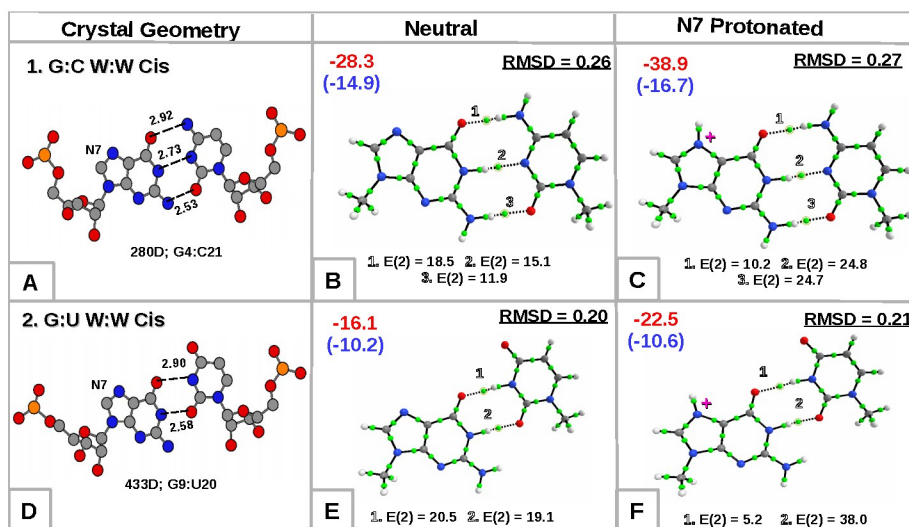 Crystal Geometry
Neutral
N7 Protonated
1. G:C W:W Cis
2.92
N7
2.73
2.53
280D; G4:C21
A
-28.3
(-14.9)
RMSD = 0.26
1
2
3
1. E(2) = 18.5 2. E(2) = 15.1
3. E(2) = 11.9
B
-38.9
(-16.7)
RMSD = 0.27
+
1
2
3
1. E(2) = 10.2 2. E(2) = 24.8
3. E(2) = 24.7
C
2. G:U W:W Cis
2.90
N7
2.58
433D; G9:U20
D
-16.1
(-10.2)
RMSD = 0.20
1
2
1. E(2) = 20.5 2. E(2) = 19.1
E
-22.5
(-10.6)
RMSD = 0.21
+
1
2
1. E(2) = 5.2 2. E(2) = 38.0
F